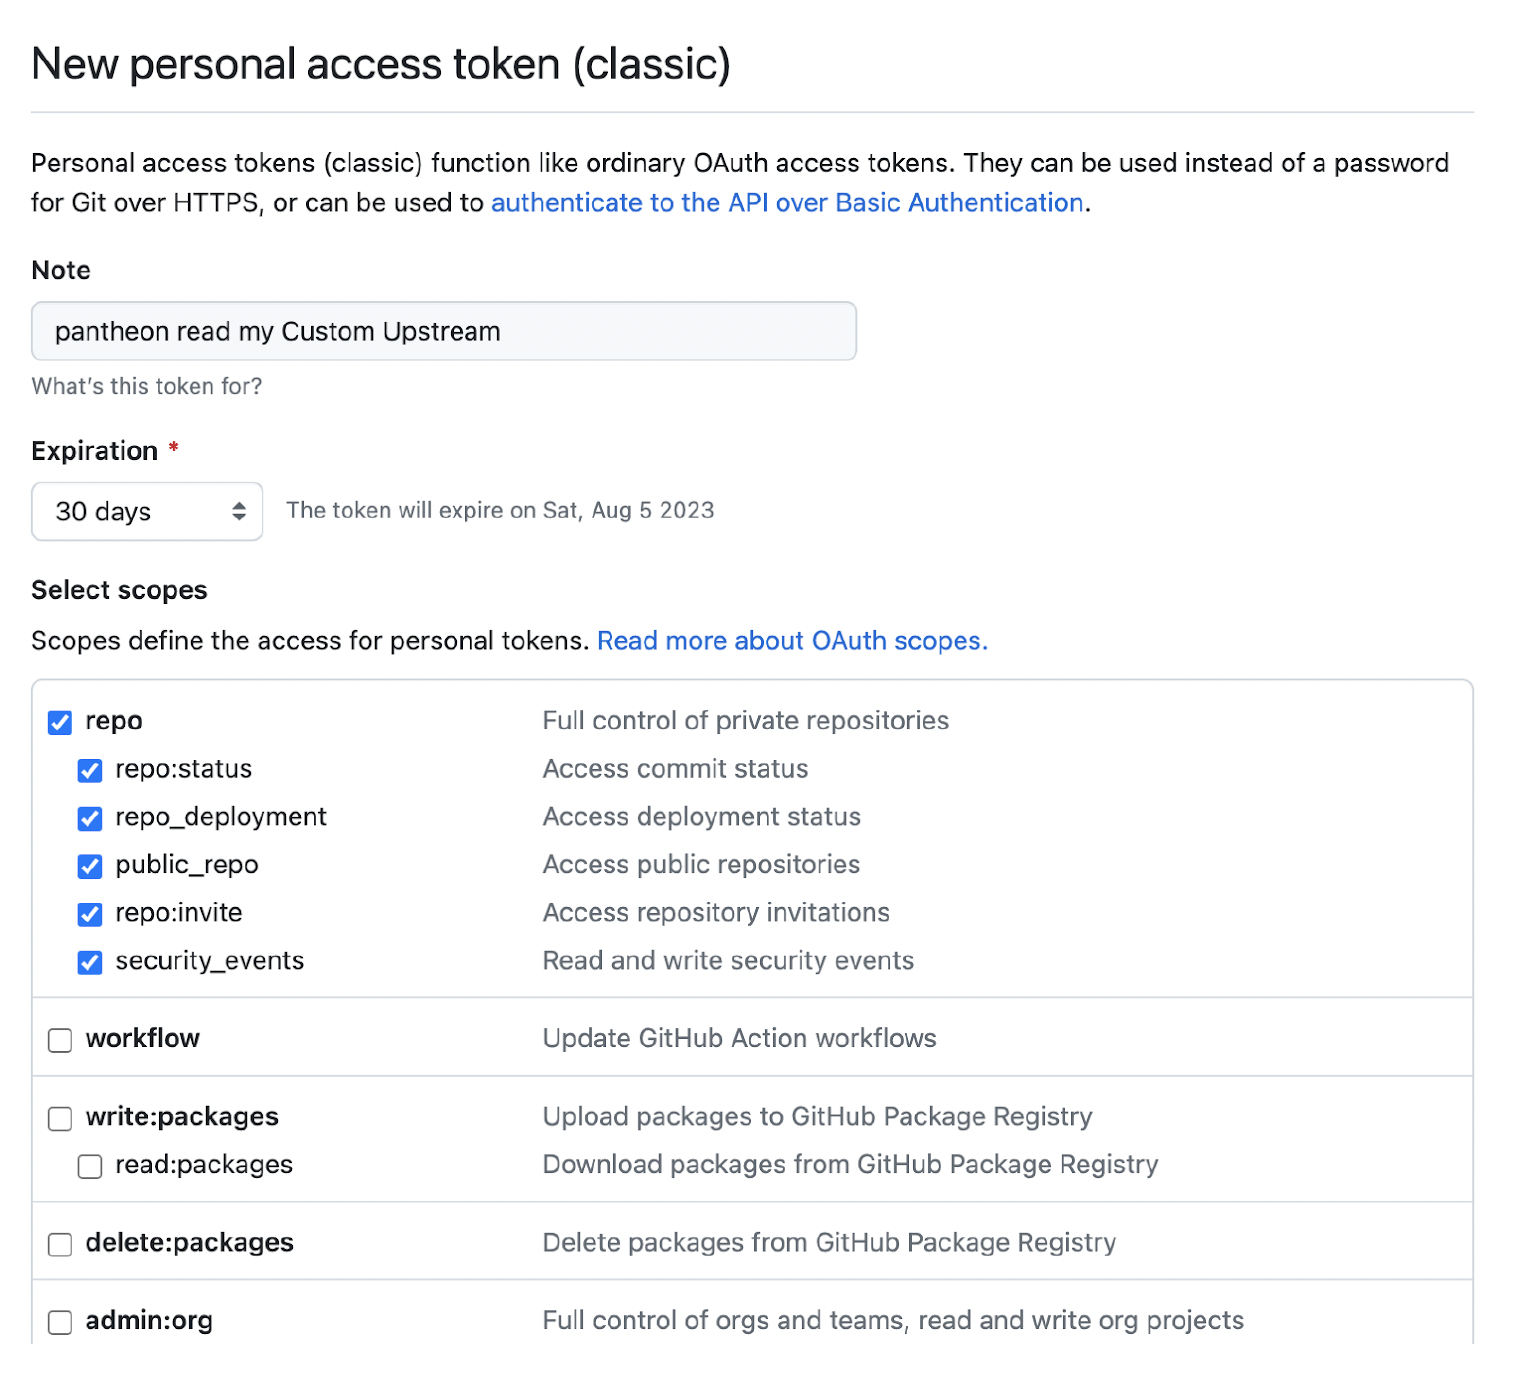 New personal access token (classic)
Personal access tokens (classic) function like ordinary OAuth access tokens. They can be used instead of a password
for Git over HTTPS, or can be used to authenticate to the API over Basic Authentication.
Note
pantheon read my Custom Upstream
What's this token for?
Expiration *
30 days The token will expire on Sat, Aug 5 2023
Select scopes
Scopes define the access for personal tokens. Read more about OAuth scopes.
repo Full control of private repositories
repo:status Access commit status
repo_deployment Access deployment status
public_repo Access public repositories
repo:invite Access repository invitations
security_events Read and write security events
workflow Update GitHub Action workflows
write:packages Upload packages to GitHub Package Registry
read:packages Download packages from GitHub Package Registry
delete:packages Delete packages from GitHub Package Registry
admin:org Full control of orgs and teams, read and write org projects